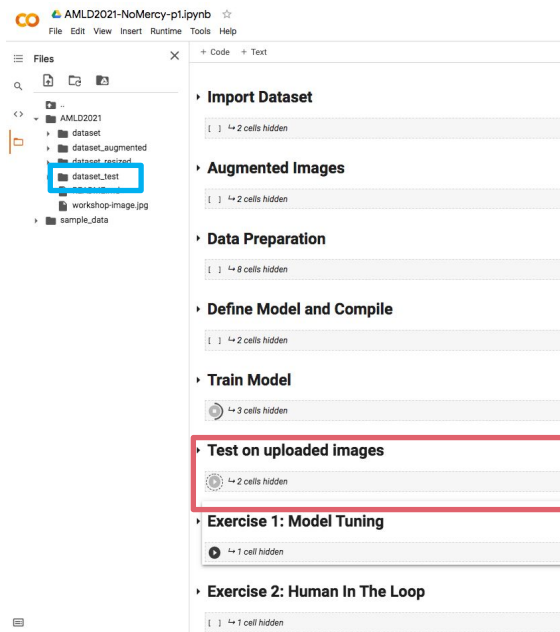 AMLD2021-NoMercy-p1.ipynb
File Edit View Insert Runtime Tools Help
Files
+ Code + Text
..
AMLD2021
dataset
dataset_augmented
dataset_resized
dataset_test
workshop-image.jpg
sample_data
Import Dataset
[ ] ↳ 2 cells hidden
Augmented Images
[ ] ↳ 2 cells hidden
Data Preparation
[ ] ↳ 8 cells hidden
Define Model and Compile
[ ] ↳ 2 cells hidden
Train Model
↳ 3 cells hidden
Test on uploaded images
↳ 2 cells hidden
Exercise 1: Model Tuning
↳ 1 cell hidden
Exercise 2: Human In The Loop
[ ] ↳ 1 cell hidden